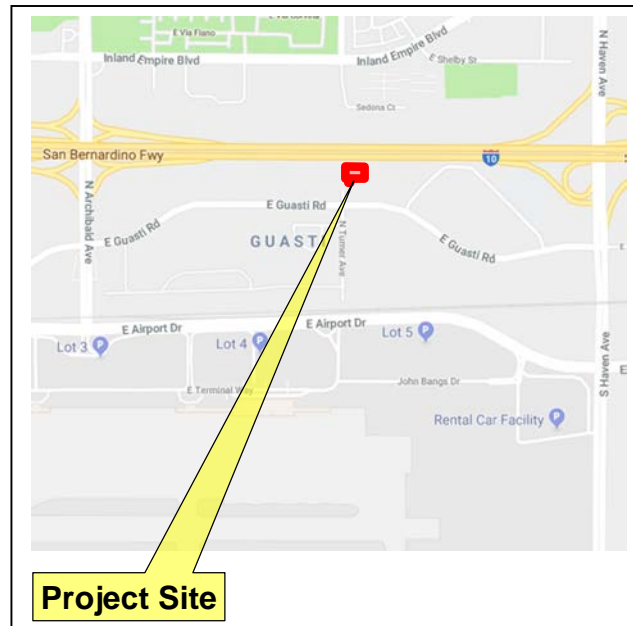 E Via Flano
Inland Empire Blvd
Inland Empire Blvd
E Shelby St
N Haven Ave
Sedona Ct
San Bernardino Fwy
10
N Archibald Ave
E Guasti Rd
E Guasti Rd
E Guasti Rd
GUAST
N Turner Ave
E Airport Dr
E Airport Dr
Lot 3
Lot 4
Lot 5
E Terminal Way
John Bangs Dr
S Haven Ave
Rental Car Facility
Project Site